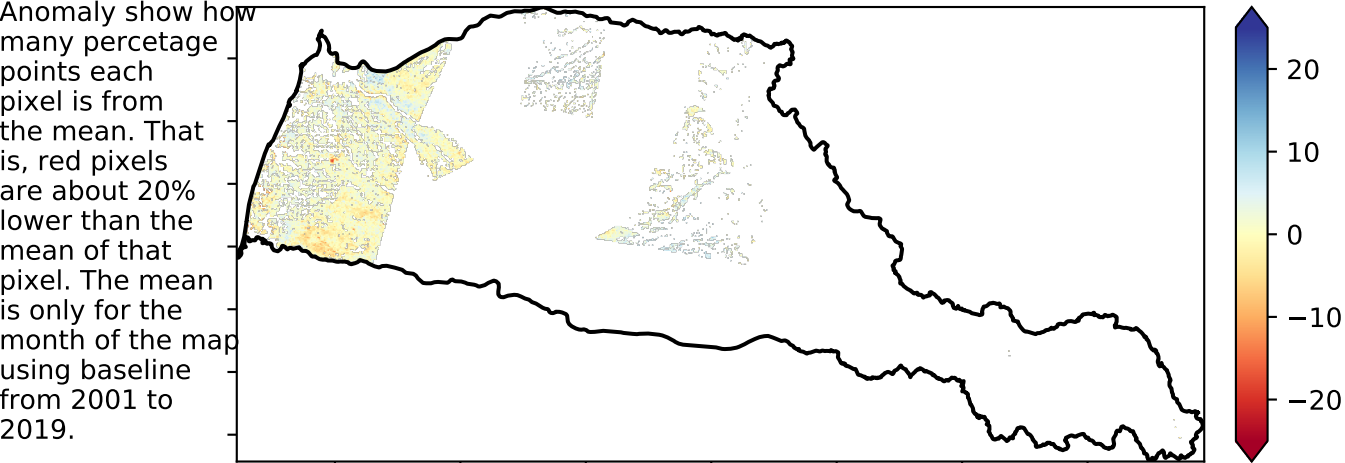 Anomaly show how
many percetage
points each
pixel is from
the mean. That
is, red pixels
are about 20%
lower than the
mean of that
pixel. The mean
is only for the
month of the map
using baseline
from 2001 to
2019.
20
10
0
−10
−20